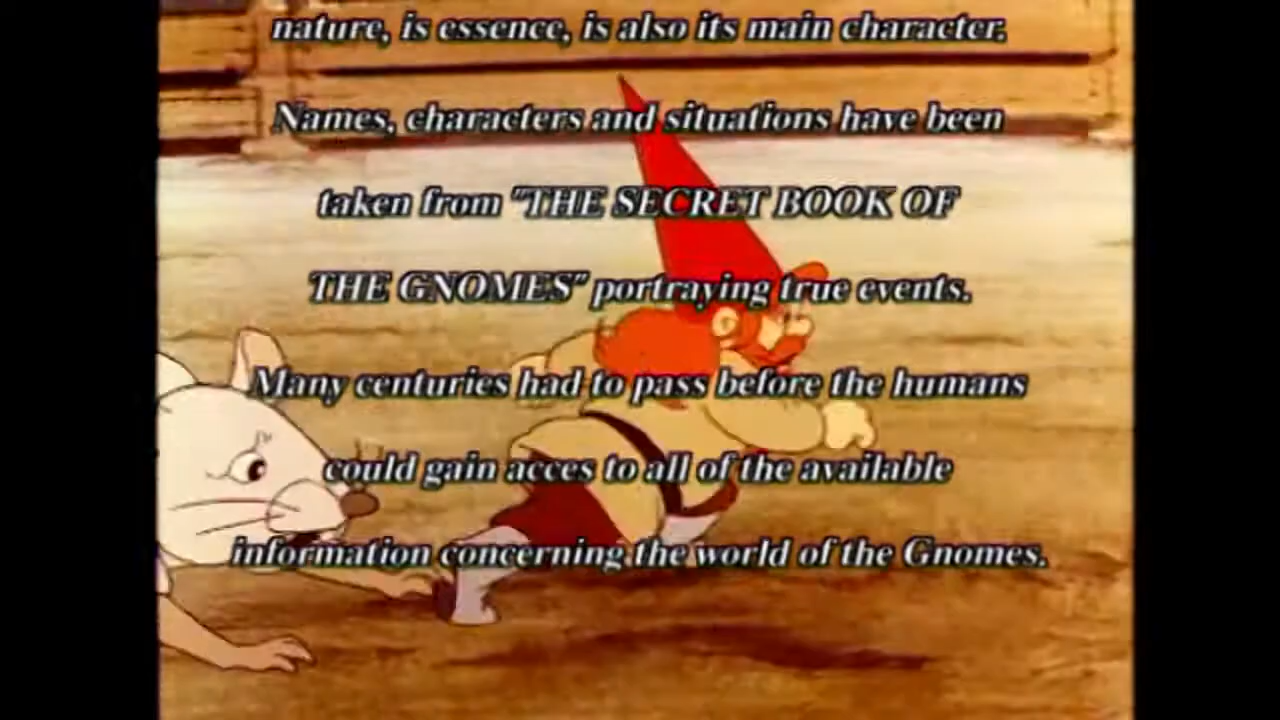 nature, is essence, is also its main character.
Names, characters and situations have been
taken from "THE SECRET BOOK OF
THE GNOMES" portraying true events.
Many centuries had to pass before the humans
could gain acces to all of the available
information concerning the world of the Gnomes.